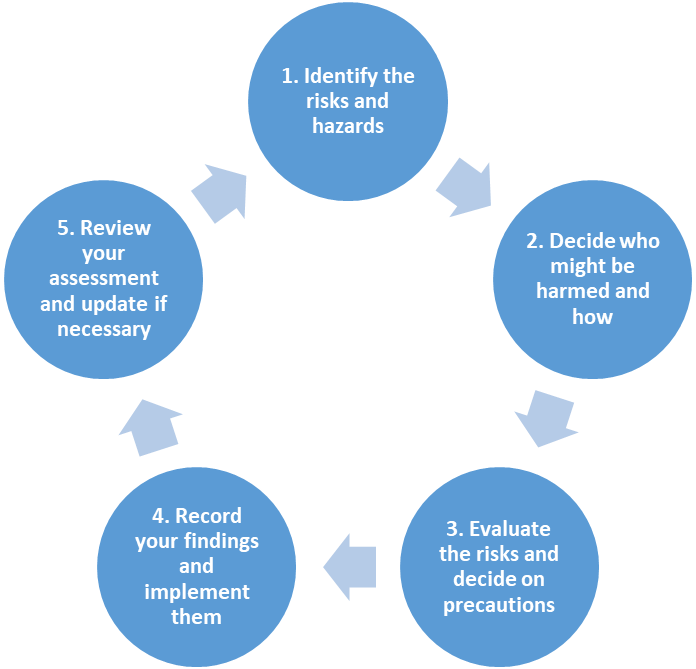 1. Identify the
risks and
hazards
2. Decide who
might be
harmed and
how
3. Evaluate
the risks and
decide on
precautions
4. Record
your findings
and
implement
them
5. Review
your
assessment
and update if
necessary